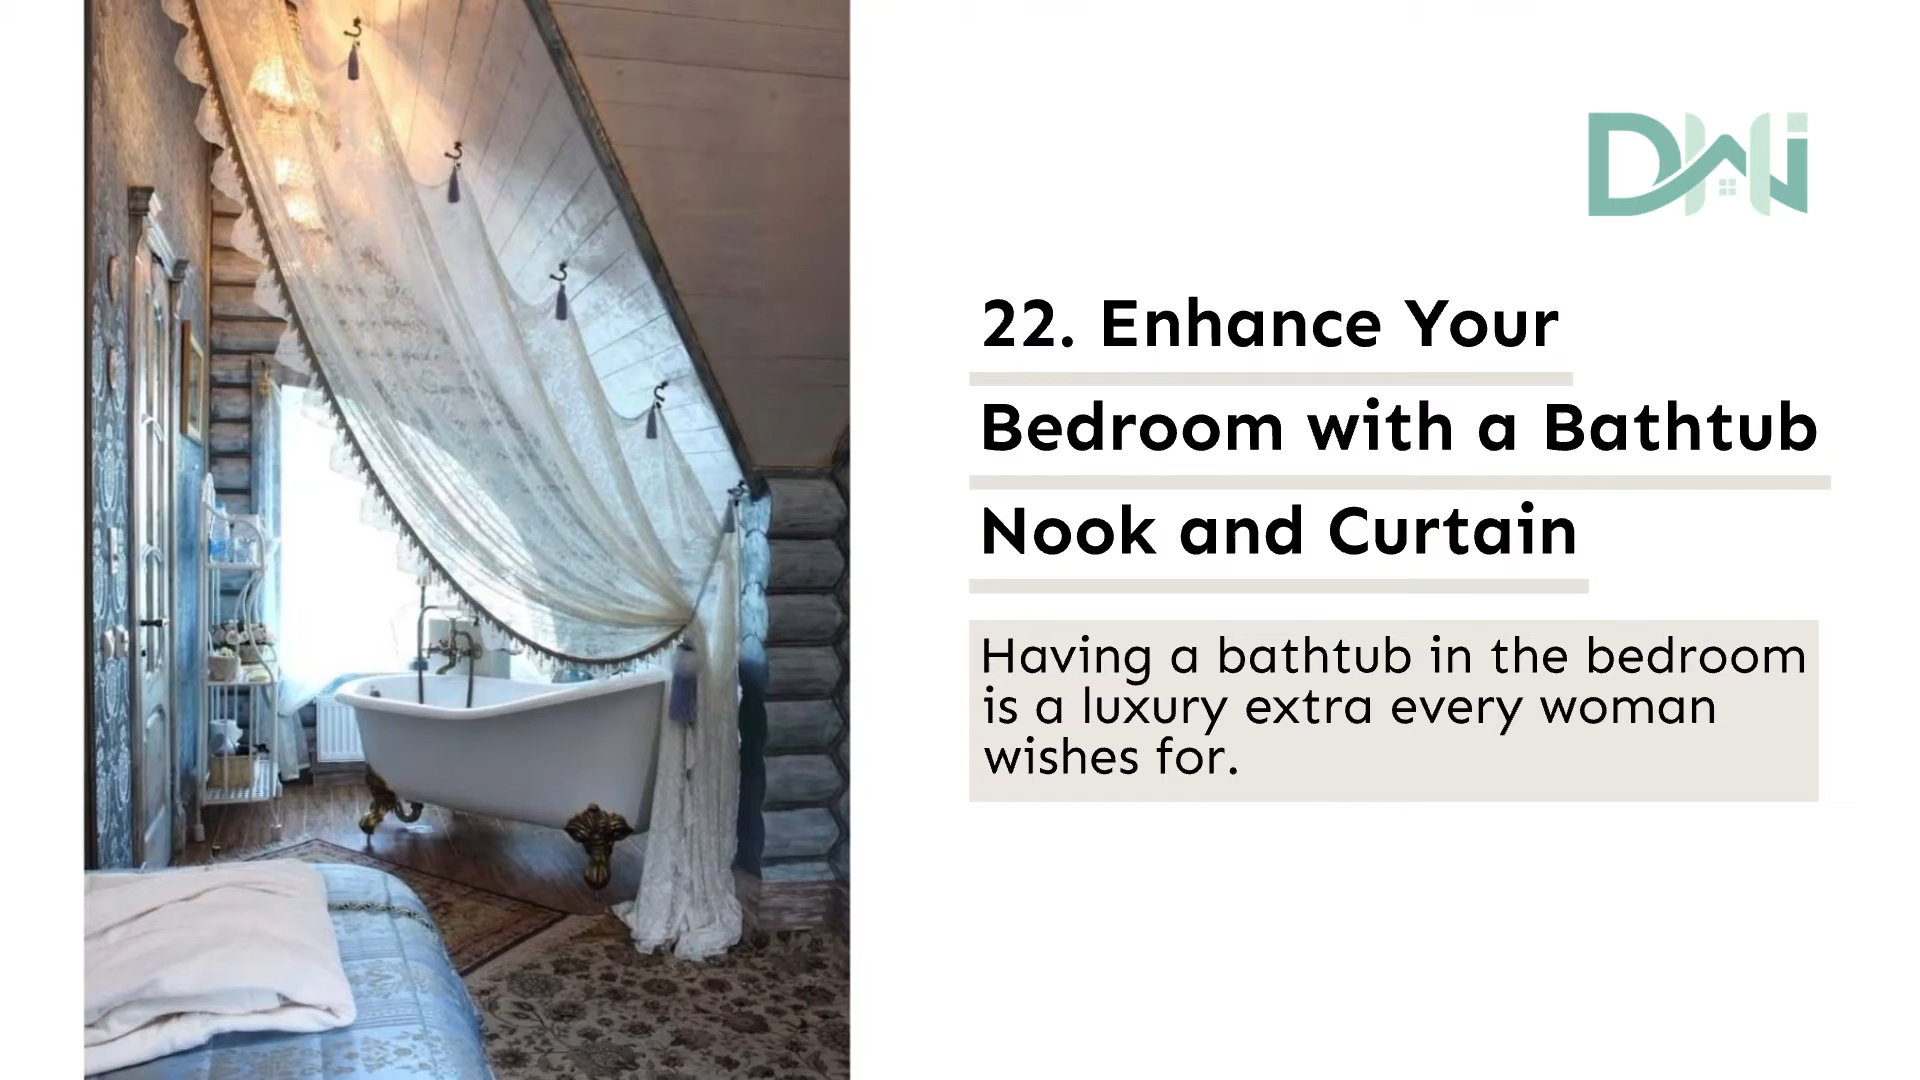 DHI
22. Enhance Your
Bedroom with a Bathtub
Nook and Curtain
Having a bathtub in the bedroom
is a luxury extra every woman
wishes for.